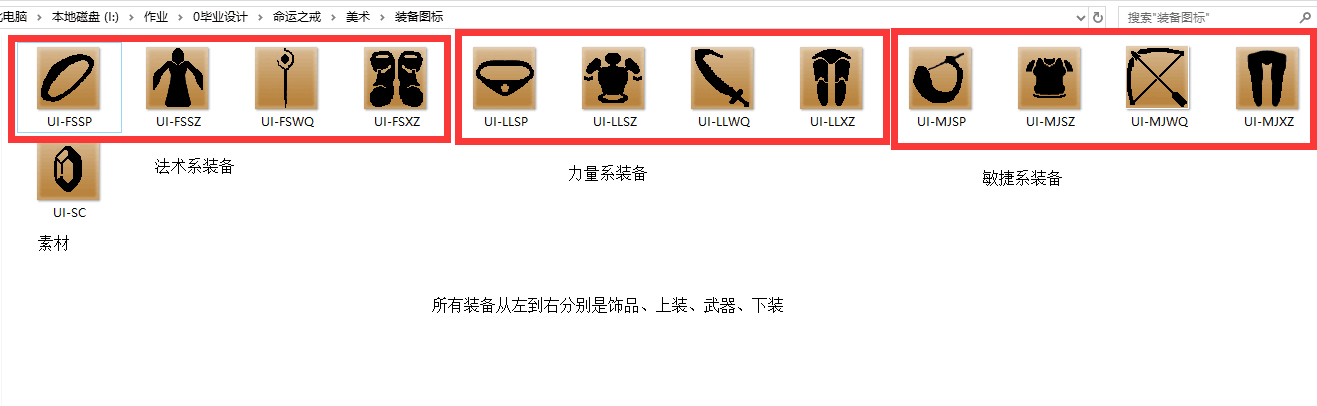 此电脑 > 本地磁盘 (I:) > 作业 > 0毕业设计 > 命运之戒 > 美术 > 装备图标
搜索"装备图标"
UI-FSSP UI-FSSZ UI-FSWQ UI-FSXZ UI-LLSP UI-LLSZ UI-LLWQ UI-LLXZ UI-MJSP UI-MJSZ UI-MJWQ UI-MJXZ
法术系装备 力量系装备 敏捷系装备
UI-SC
素材
所有装备从左到右分别是饰品、上装、武器、下装